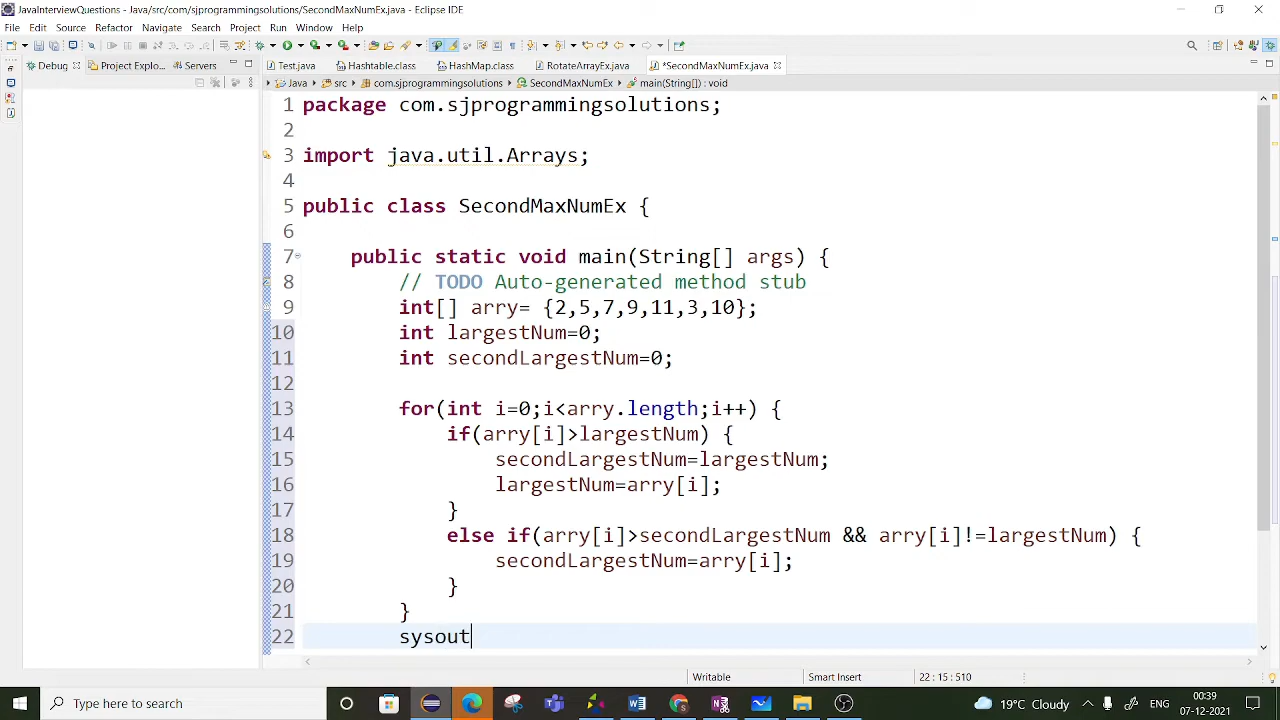 JavaInterviewQuestions - Java/src/com/sjprogrammingsolutions/SecondMaxNumEx.java - Eclipse IDE
File Edit Source Refactor Navigate Search Project Run Window Help
Debug Project Explo... Servers Test.java Hashtable.class HashMap.class RotateArrayEx.java *SecondMaxNumEx.java
Java src com.sjprogrammingsolutions SecondMaxNumEx main(String[]) : void
1 package com.sjprogrammingsolutions;
2
3 import java.util.Arrays;
4
5 public class SecondMaxNumEx {
6
7 public static void main(String[] args) {
8 // TODO Auto-generated method stub
9 int[] arry= {2,5,7,9,11,3,10};
10 int largestNum=0;
11 int secondLargestNum=0;
12
13 for(int i=0;i<arry.length;i++) {
14 if(arry[i]>largestNum) {
15 secondLargestNum=largestNum;
16 largestNum=arry[i];
17 }
18 else if(arry[i]>secondLargestNum && arry[i]!=largestNum) {
19 secondLargestNum=arry[i];
20 }
21 }
22 sysout
Writable Smart Insert 22 : 15 : 510
Type here to search 19°C Cloudy ENG 00:39
07-12-2021